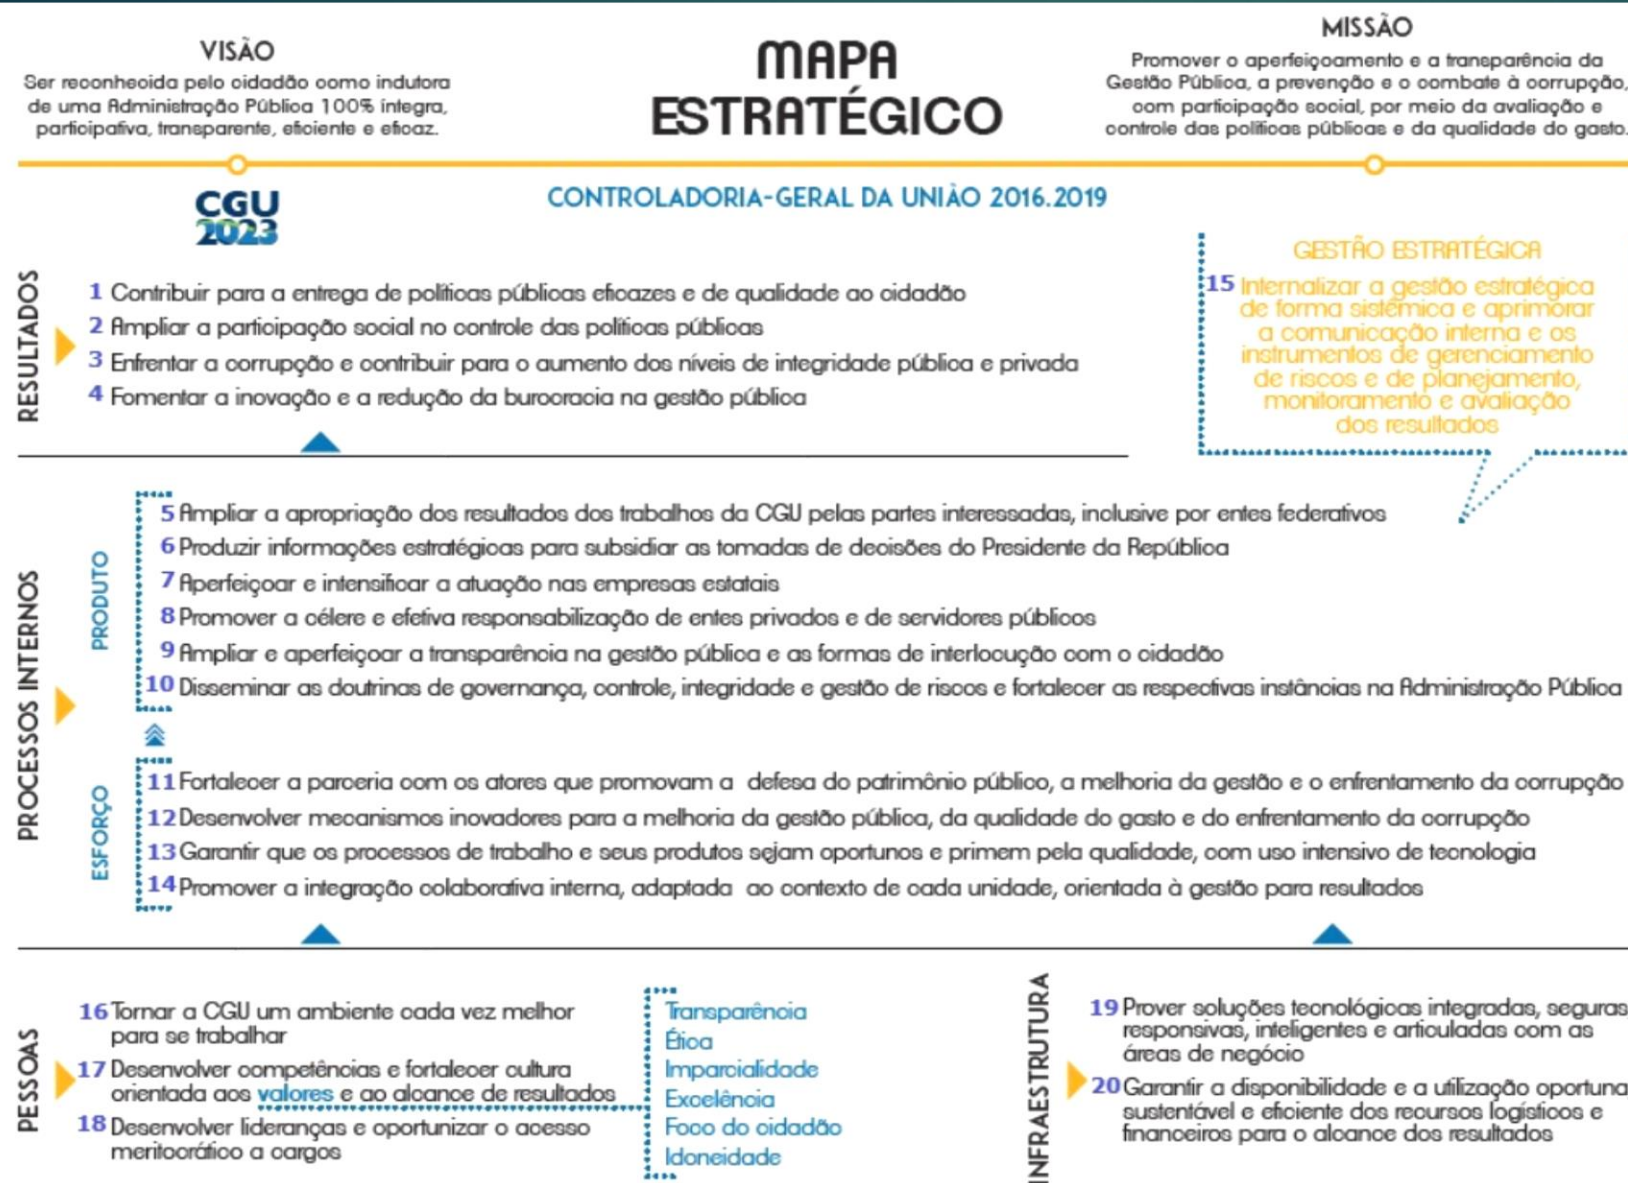 VISÃO
Ser reconhecida pelo cidadão como indutora
de uma Administração Pública 100% íntegra,
participativa, transparente, eficiente e eficaz.
MAPA
ESTRATÉGICO
MISSÃO
Promover o aperfeiçoamento e a transparência da
Gestão Pública, a prevenção e o combate à corrupção,
com participação social, por meio da avaliação e
controle das políticas públicas e da qualidade do gasto.
CGU
2023
CONTROLADORIA-GERAL DA UNIÃO 2016.2019
GESTÃO ESTRATÉGICA
15 Internalizar a gestão estratégica
de forma sistêmica e aprimorar
a comunicação interna e os
instrumentos de gerenciamento
de riscos e de planejamento,
monitoramento e avaliação
dos resultados
RESULTADOS
1 Contribuir para a entrega de políticas públicas eficazes e de qualidade ao cidadão
2 Ampliar a participação social no controle das políticas públicas
3 Enfrentar a corrupção e contribuir para o aumento dos níveis de integridade pública e privada
4 Fomentar a inovação e a redução da burocracia na gestão pública
PROCESSOS INTERNOS
PRODUTO
5 Ampliar a apropriação dos resultados dos trabalhos da CGU pelas partes interessadas, inclusive por entes federativos
6 Produzir informações estratégicas para subsidiar as tomadas de decisões do Presidente da República
7 Aperfeiçoar e intensificar a atuação nas empresas estatais
8 Promover a célere e efetiva responsabilização de entes privados e de servidores públicos
9 Ampliar e aperfeiçoar a transparência na gestão pública e as formas de interlocução com o cidadão
10 Disseminar as doutrinas de governança, controle, integridade e gestão de riscos e fortalecer as respectivas instâncias na Administração Pública
ESFORÇO
11 Fortalecer a parceria com os atores que promovam a defesa do patrimônio público, a melhoria da gestão e o enfrentamento da corrupção
12 Desenvolver mecanismos inovadores para a melhoria da gestão pública, da qualidade do gasto e do enfrentamento da corrupção
13 Garantir que os processos de trabalho e seus produtos sejam oportunos e primem pela qualidade, com uso intensivo de tecnologia
14 Promover a integração colaborativa interna, adaptada ao contexto de cada unidade, orientada à gestão para resultados
PESSOAS
16 Tornar a CGU um ambiente cada vez melhor
para se trabalhar
17 Desenvolver competências e fortalecer cultura
orientada aos valores e ao alcance de resultados
18 Desenvolver lideranças e oportunizar o acesso
meritocrático a cargos
Transparência
Ética
Imparcialidade
Excelência
Foco do cidadão
Idoneidade
INFRAESTRUTURA
19 Prover soluções tecnológicas integradas, seguras
responsivas, inteligentes e articuladas com as
áreas de negócio
20 Garantir a disponibilidade e a utilização oportuna
sustentável e eficiente dos recursos logísticos e
financeiros para o alcance dos resultados